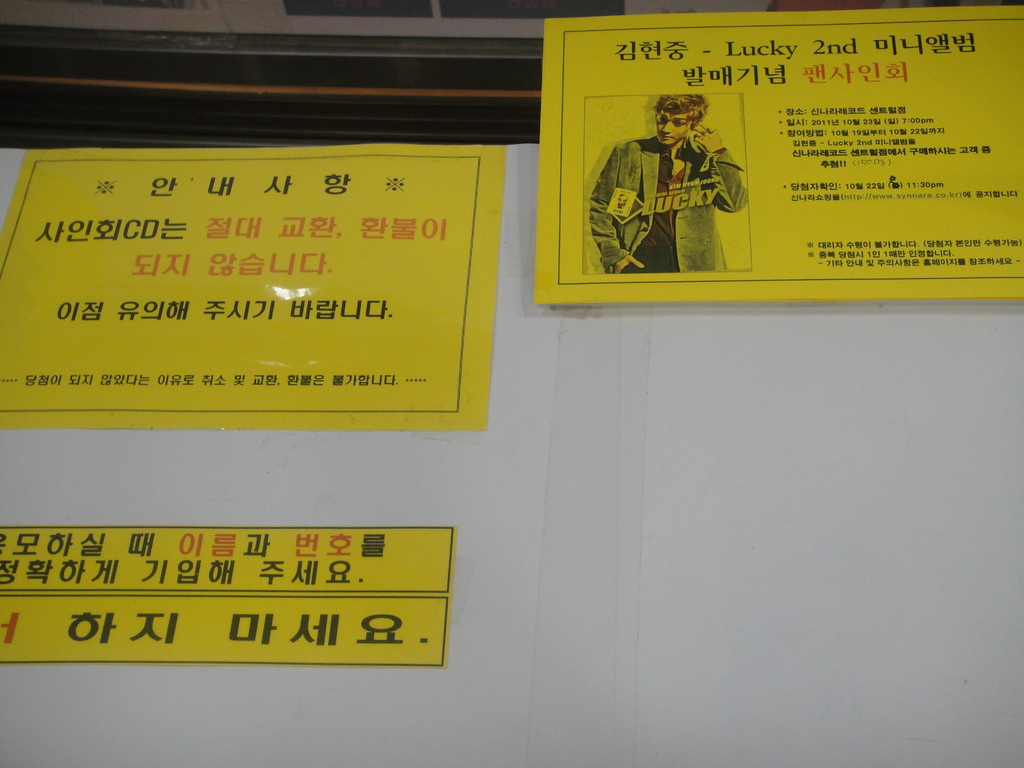 ※ 안 내 사 항 ※
사인회CD는 절대 교환, 환불이
되지 않습니다.
이점 유의해 주시기 바랍니다.
····· 당첨이 되지 않았다는 이유로 취소 및 교환, 환불은 불가합니다. ·····
응모하실 때 이름과 번호를
정확하게 기입해 주세요.
하지 마세요.
김현중 - Lucky 2nd 미니앨범
발매기념 팬사인회
• 장소: 신나라레코드 센트럴점
• 일시: 2011년 10월 23일 (일) 7:00pm
• 참여방법: 10월 19일부터 10월 22일까지
김현중 - Lucky 2nd 미니앨범을
신나라레코드 센트럴점에서 구매하시는 고객 중
추첨!!
• 당첨자확인: 10월 22일 11:30pm
신나라쇼핑몰(http://www.synnara.co.kr)에 공지합니다
※ 대리자 수령이 불가합니다. (당첨자 본인만 수령가능)
※ 중복 당첨시 1인 1매만 인정합니다.
- 기타 안내 및 주의사항은 홈페이지를 참조하세요 -
KIM HYUN JOONG
LUCKY